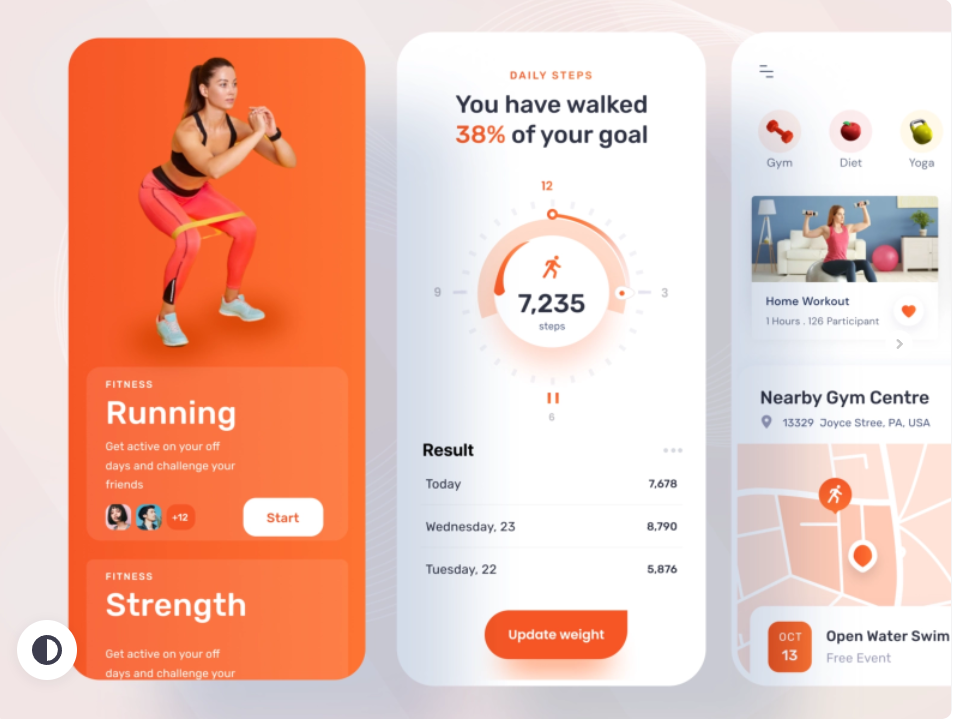 FITNESS
Running
Get active on your off
days and challenge your
friends
+12
Start
FITNESS
Strength
Get active on your off
days and challenge your
DAILY STEPS
You have walked
38% of your goal
12
9
3
7,235
steps
6
Result
Today 7,678
Wednesday, 23 8,790
Tuesday, 22 5,876
Update weight
Gym Diet Yoga
Home Workout
1 Hours . 126 Participant
Nearby Gym Centre
13329 Joyce Stree, PA, USA
OCT
13
Open Water Swim
Free Event